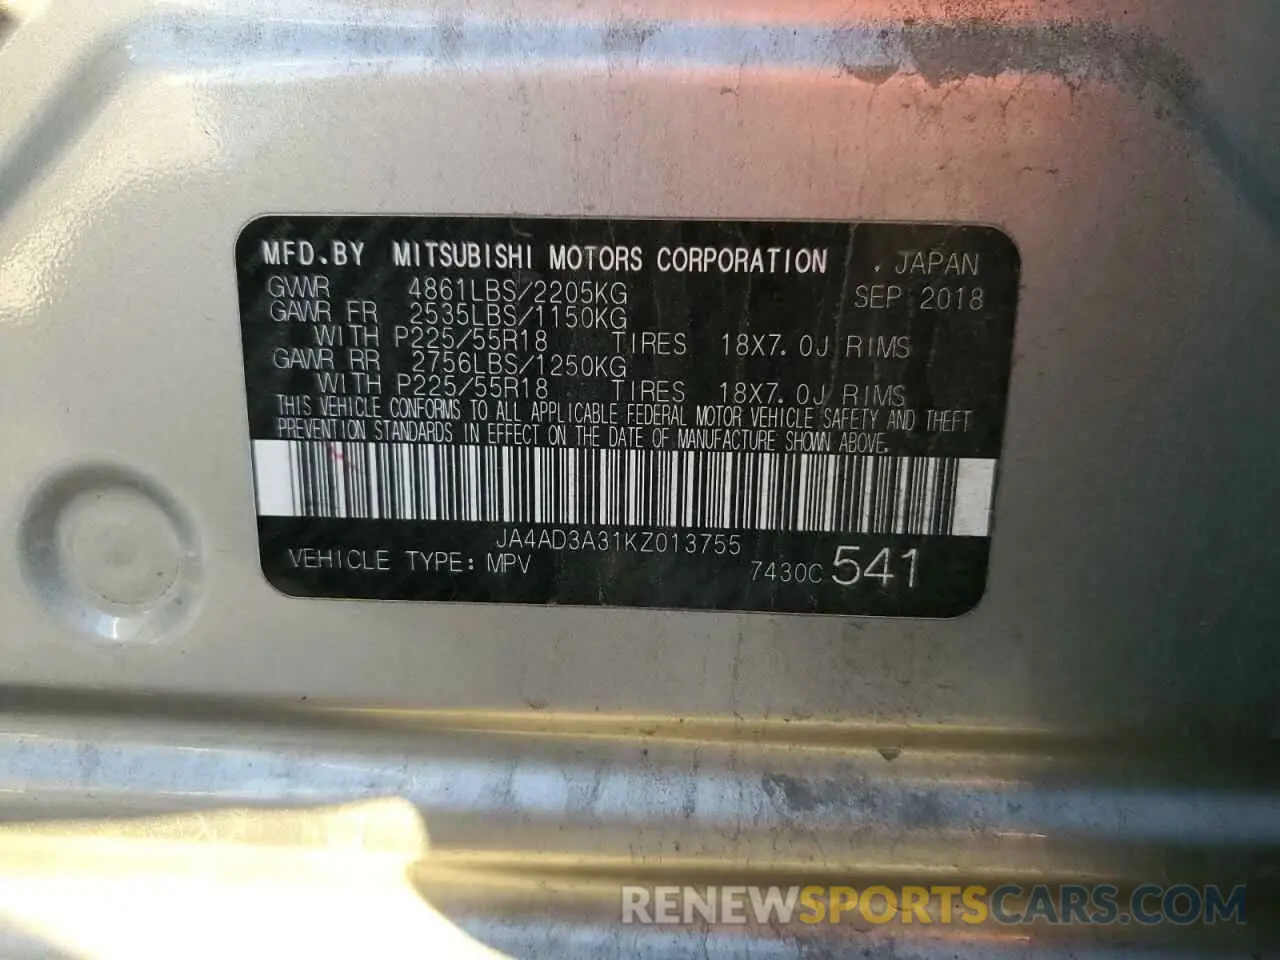 MFD.BY MITSUBISHI MOTORS CORPORATION . JAPAN
GVWR 4861LBS/2205KG SEP 2018
GAWR FR 2535LBS/1150KG
WITH P225/55R18 TIRES 18X7.0J RIMS
GAWR RR 2756LBS/1250KG
WITH P225/55R18 TIRES 18X7.0J RIMS
THIS VEHICLE CONFORMS TO ALL APPLICABLE FEDERAL MOTOR VEHICLE SAFETY AND THEFT
PREVENTION STANDARDS IN EFFECT ON THE DATE OF MANUFACTURE SHOWN ABOVE.
JA4AD3A31KZ013755
VEHICLE TYPE: MPV 7430C 541
RENEWSPORTSCARS.COM